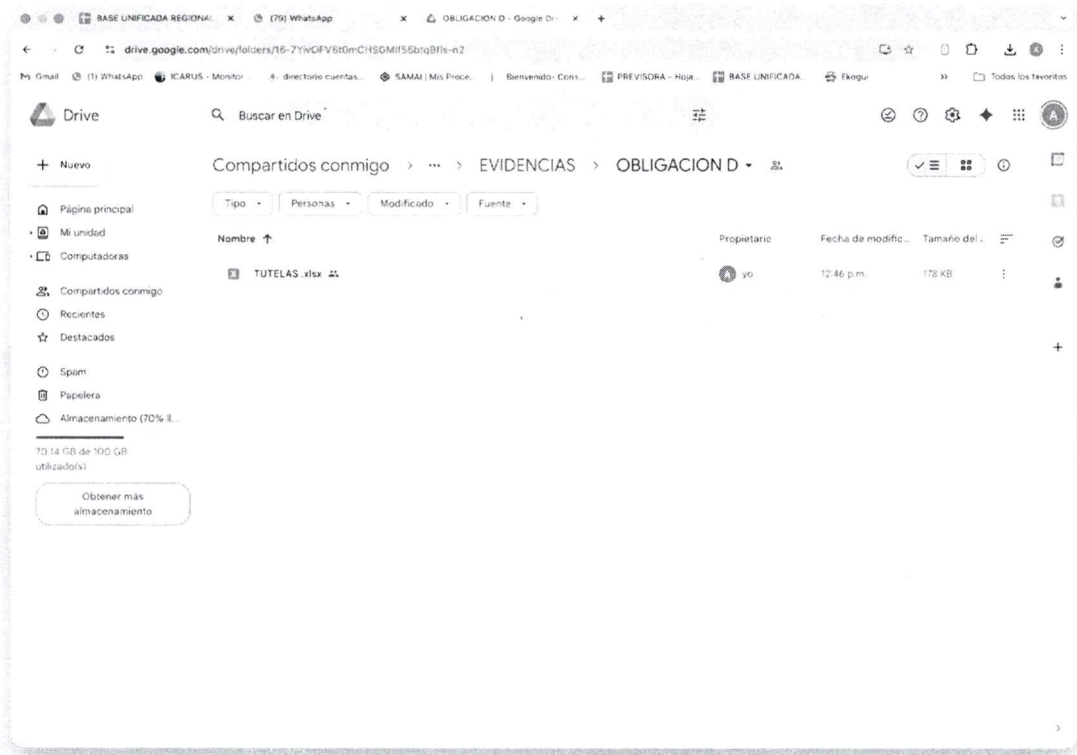 BASE UNIFICADA REGIONAL × (79) WhatsApp × OBLIGACION D - Google Dr × +
drive.google.com/drive/folders/
Gmail (1) WhatsApp ICARUS - Monitor directorio cuentas... SAMAI | Mis Proce... Bienvenido- Cons... PREVISORA - Hoja... BASE UNIFICADA... Ekogui » Todos los favoritos
Drive Buscar en Drive
+ Nuevo Compartidos conmigo > ... > EVIDENCIAS > OBLIGACION D
Tipo Personas Modificado Fuente
Página principal
Mi unidad
Computadoras
Nombre ↑ Propietario Fecha de modific... Tamaño del
TUTELAS .xlsx A yo 12:46 p.m. 178 KB
Compartidos conmigo
Recientes
Destacados
Spam
Papelera
Almacenamiento (70% ll...
70.14 GB de 100 GB
utilizado(s)
Obtener más
almacenamiento